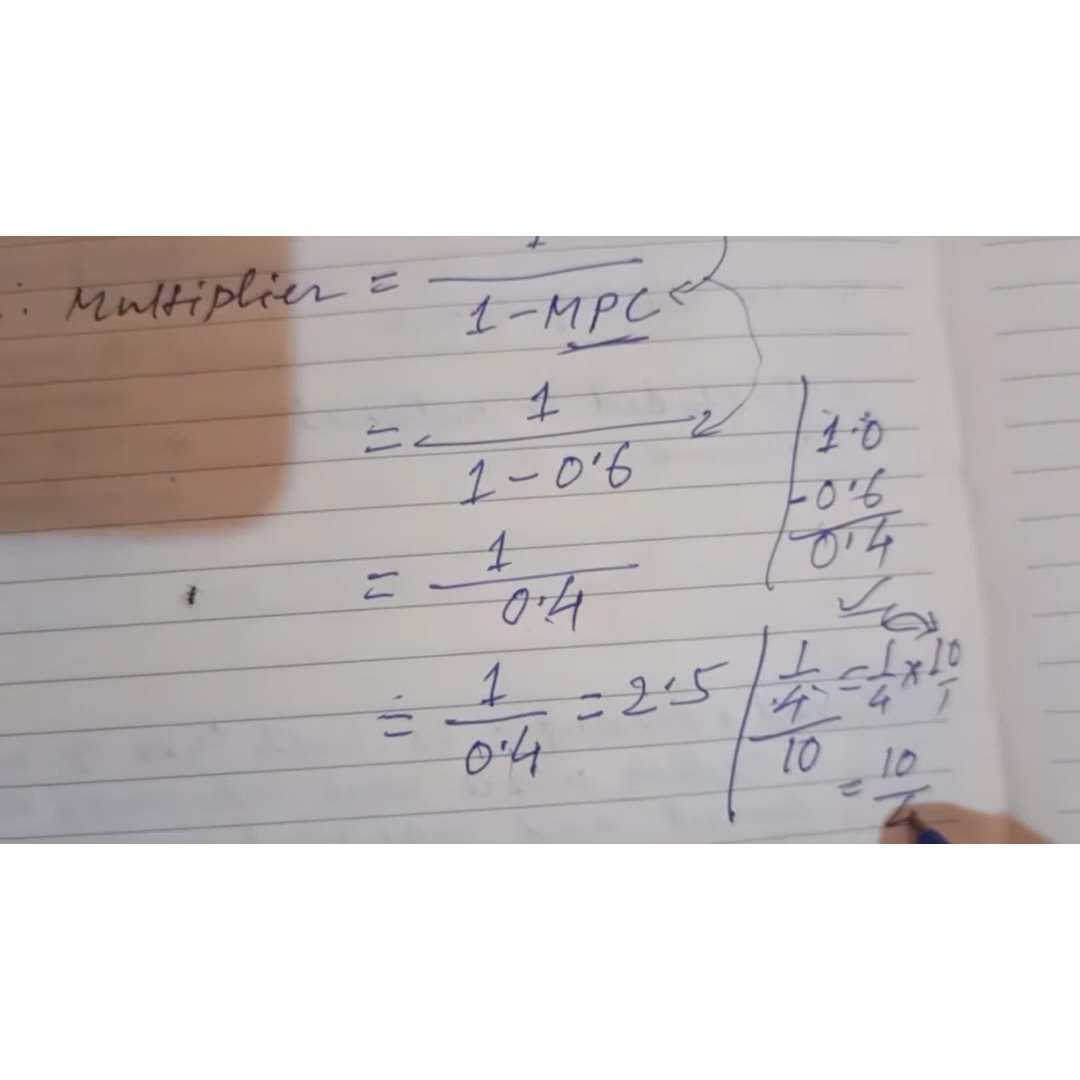 ∴ Multiplier = 1 / 1 - MPC
= 1 / 1 - 0.6
1.0
- 0.6
0.4
= 1 / 0.4
= 1 / 0.4 = 2.5
1 / 4 / 10 = 1/4 × 10/1
= 10 / 4